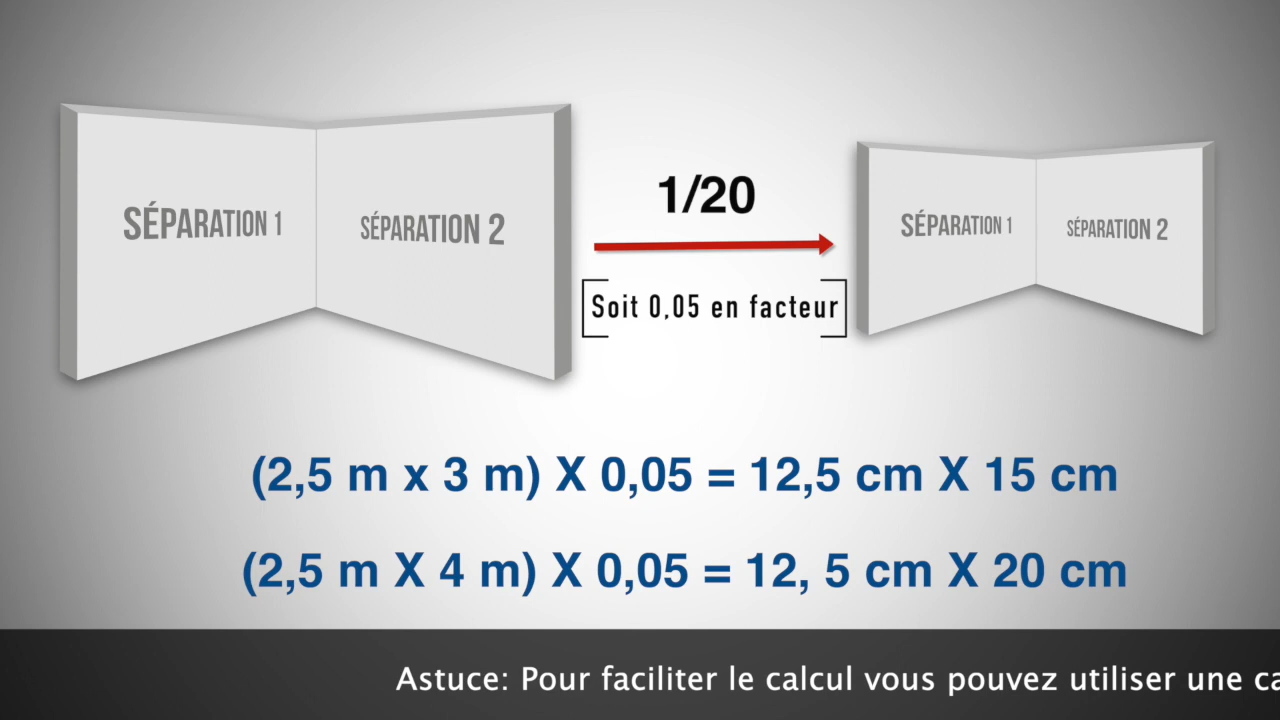 SÉPARATION 1
SÉPARATION 2
1/20
Soit 0,05 en facteur
SÉPARATION 1
SÉPARATION 2
(2,5 m x 3 m) X 0,05 = 12,5 cm X 15 cm
(2,5 m X 4 m) X 0,05 = 12, 5 cm X 20 cm
Astuce: Pour faciliter le calcul vous pouvez utiliser une